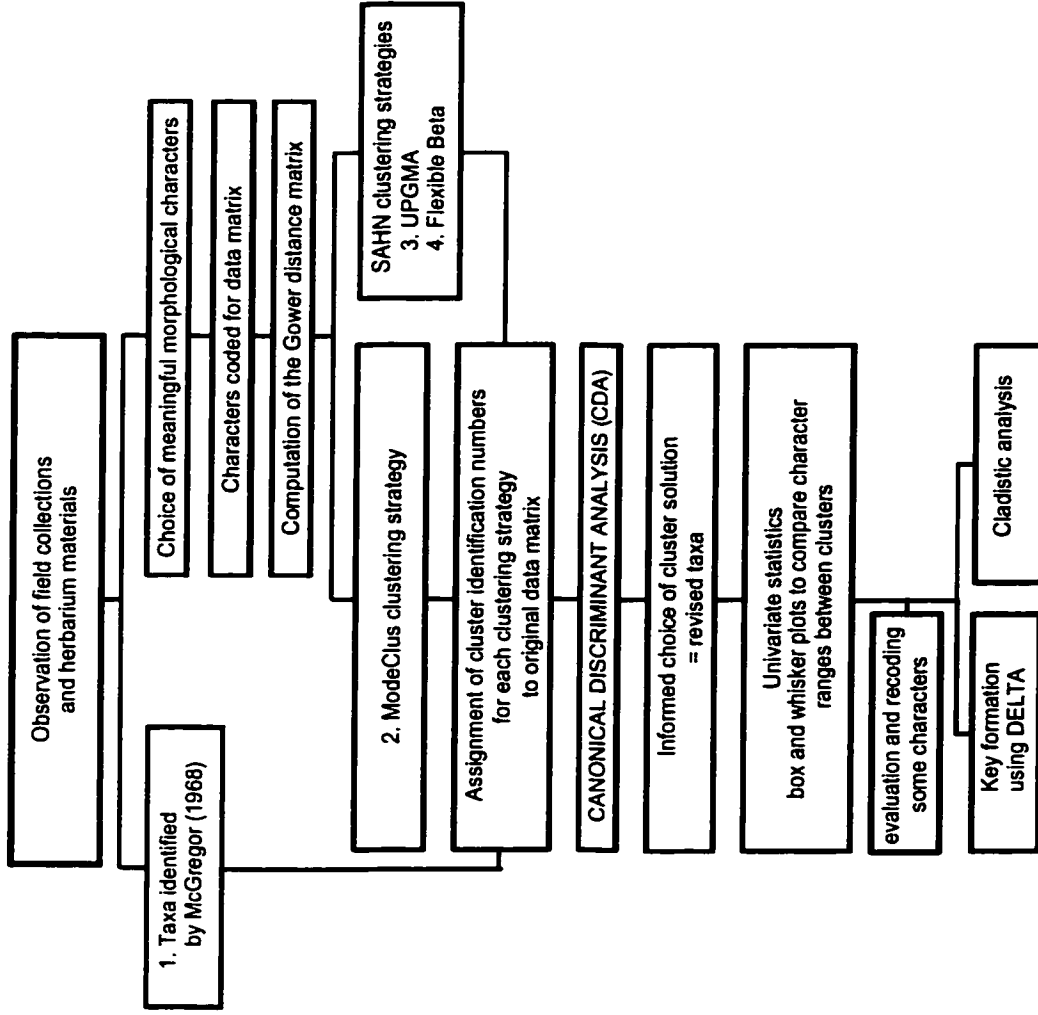 Observation of field collections
and herbarium materials
1. Taxa identified
by McGregor (1968)
Choice of meaningful morphological characters
Characters coded for data matrix
Computation of the Gower distance matrix
2. ModeClus clustering strategy
SAHN clustering strategies
3. UPGMA
4. Flexible Beta
Assignment of cluster identification numbers
for each clustering strategy
to original data matrix
CANONICAL DISCRIMINANT ANALYSIS (CDA)
Informed choice of cluster solution
= revised taxa
Univariate statistics
box and whisker plots to compare character
ranges between clusters
evaluation and recoding
some characters
Key formation
using DELTA
Cladistic analysis